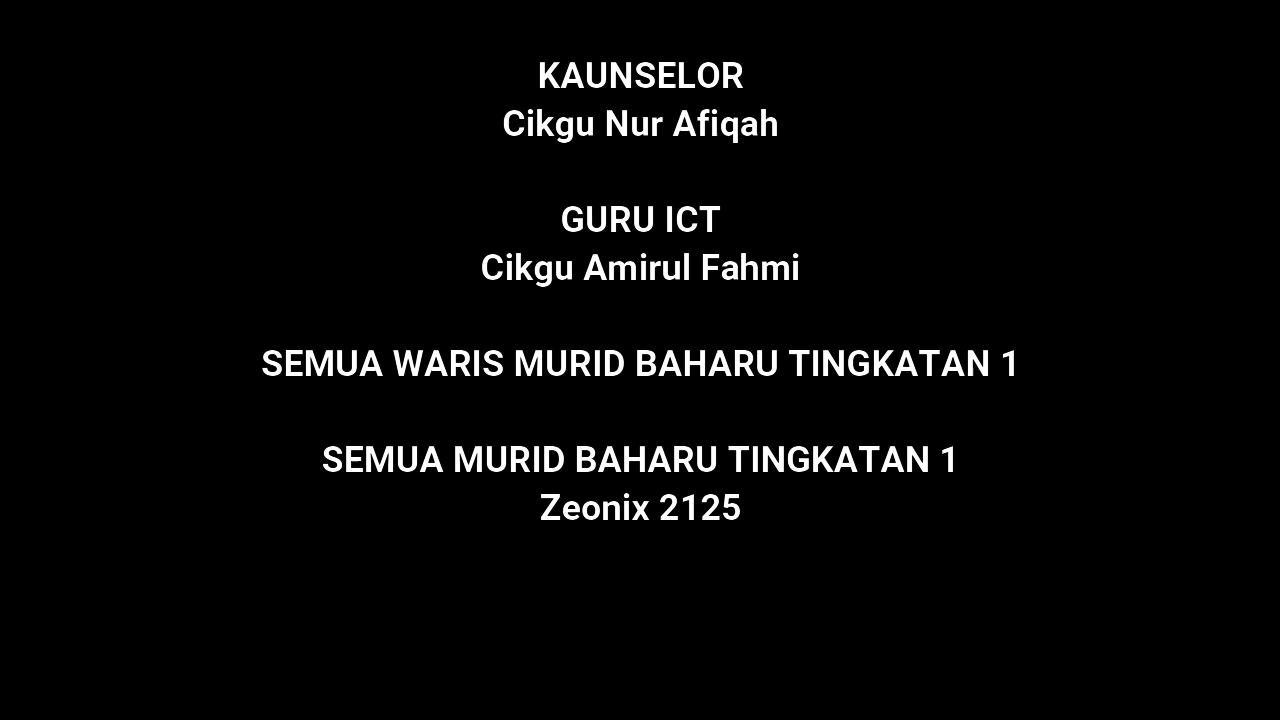 KAUNSELOR
Cikgu Nur Afiqah
GURU ICT
Cikgu Amirul Fahmi
SEMUA WARIS MURID BAHARU TINGKATAN 1
SEMUA MURID BAHARU TINGKATAN 1
Zeonix 2125